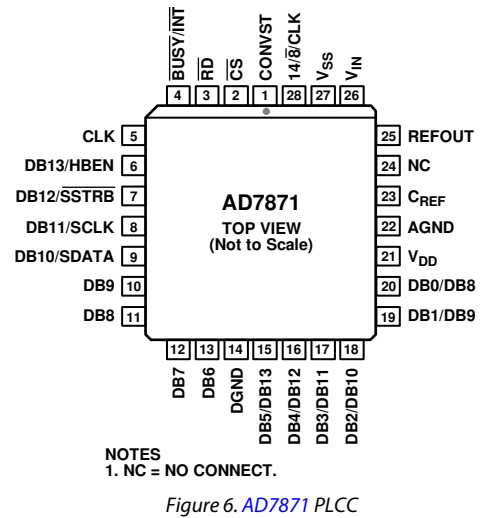 BUSY/INT
RD
CS
CONVST
14/8/CLK
VSS
VIN
4
3
2
1
28
27
26
CLK 5
DB13/HBEN 6
DB12/SSTRB 7
DB11/SCLK 8
DB10/SDATA 9
DB9 10
DB8 11
25 REFOUT
24 NC
23 CREF
22 AGND
21 VDD
20 DB0/DB8
19 DB1/DB9
AD7871
TOP VIEW
(Not to Scale)
12
13
14
15
16
17
18
DB7
DB6
DGND
DB5/DB13
DB4/DB12
DB3/DB11
DB2/DB10
NOTES
1. NC = NO CONNECT.
Figure 6. AD7871 PLCC